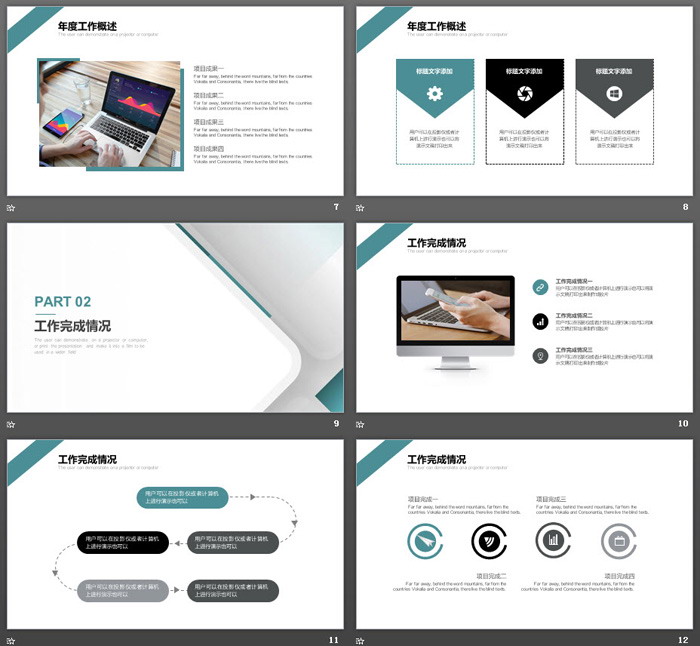 年度工作概述
The user can demonstrate on a projector or computer
项目成果一
Far far away, behind the word mountains, far from the countries
Vokalia and Consonantia, there live the blind texts.
项目成果二
Far far away, behind the word mountains, far from the countries
Vokalia and Consonantia, there live the blind texts.
项目成果三
Far far away, behind the word mountains, far from the countries
Vokalia and Consonantia, there live the blind texts.
项目成果四
Far far away, behind the word mountains, far from the countries
Vokalia and Consonantia, there live the blind texts.
7
年度工作概述
The user can demonstrate on a projector or computer
标题文字添加
用户可以在投影仪或者计
算机上进行演示也可以将
演示文稿打印出来
标题文字添加
用户可以在投影仪或者计
算机上进行演示也可以将
演示文稿打印出来
标题文字添加
用户可以在投影仪或者计
算机上进行演示也可以将
演示文稿打印出来
8
PART 02
工作完成情况
The user can demonstrate on a projector or computer,
or print the presentation and make it into a film to be
used in a wider field
9
工作完成情况
The user can demonstrate on a projector or computer
工作完成情况一
用户可以在投影仪或者计算机上进行演示也可以将演
示文稿打印出来制作成胶片
工作完成情况二
用户可以在投影仪或者计算机上进行演示也可以将演
示文稿打印出来制作成胶片
工作完成情况三
用户可以在投影仪或者计算机上进行演示也可以将演
示文稿打印出来制作成胶片
10
工作完成情况
The user can demonstrate on a projector or computer
用户可以在投影仪或者计算机
上进行演示也可以
用户可以在投影仪或者计算机
上进行演示也可以
用户可以在投影仪或者计算机
上进行演示也可以
用户可以在投影仪或者计算机
上进行演示也可以
用户可以在投影仪或者计算机
上进行演示也可以
11
工作完成情况
The user can demonstrate on a projector or computer
项目完成一
Far far away, behind the word mountains, far from the
countries Vokalia and Consonantia, there live the blind texts.
项目完成三
Far far away, behind the word mountains, far from the
countries Vokalia and Consonantia, there live the blind texts.
项目完成二
Far far away, behind the word mountains, far from the
countries Vokalia and Consonantia, there live the blind texts.
项目完成四
Far far away, behind the word mountains, far from the
countries Vokalia and Consonantia, there live the blind texts.
12